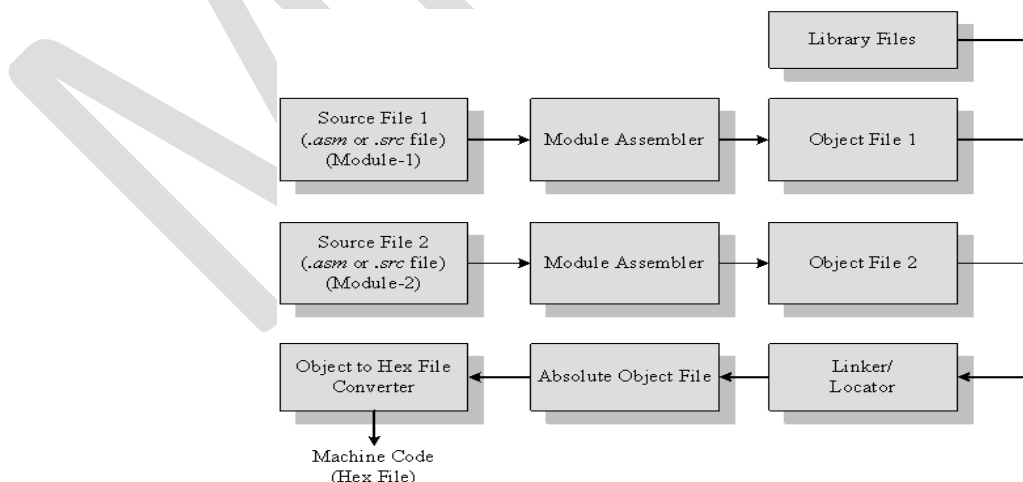 Library Files
Source File 1
(.asm or .src file)
(Module-1)
Module Assembler
Object File 1
Source File 2
(.asm or .src file)
(Module-2)
Module Assembler
Object File 2
Object to Hex File
Converter
Absolute Object File
Linker/
Locator
Machine Code
(Hex File)